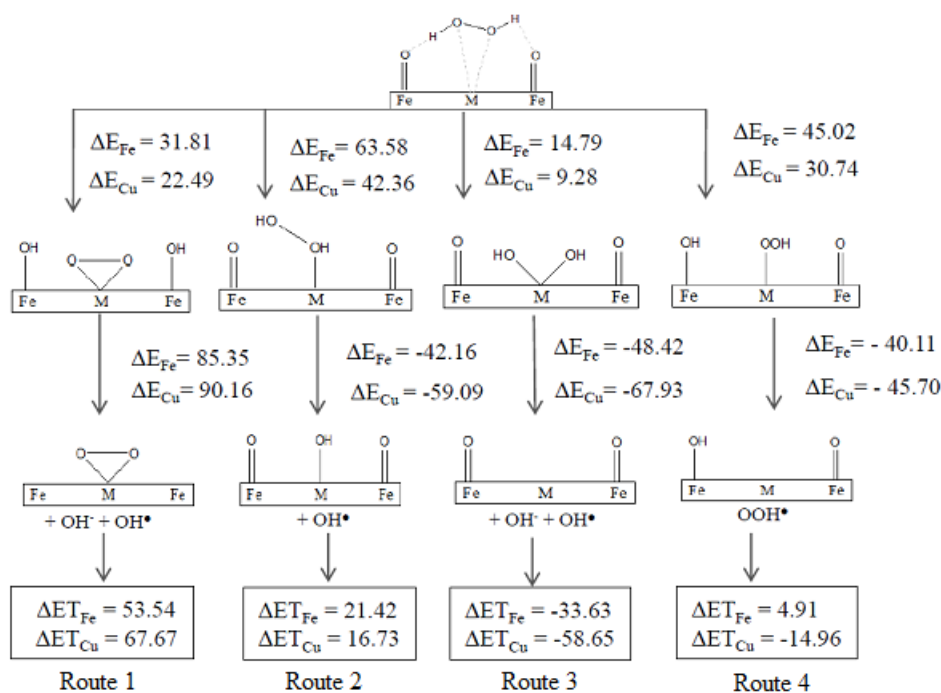 H O O H
O O
Fe M Fe
ΔE_Fe = 31.81
ΔE_Cu = 22.49
ΔE_Fe= 63.58
ΔE_Cu= 42.36
ΔE_Fe= 14.79
ΔE_Cu = 9.28
ΔE_Fe= 45.02
ΔE_Cu = 30.74
OH O O OH
Fe M Fe
HO
O OH O
Fe M Fe
O HO OH O
Fe M Fe
OH OOH O
Fe M Fe
ΔE_Fe= 85.35
ΔE_Cu= 90.16
ΔE_Fe= -42.16
ΔE_Cu= -59.09
ΔE_Fe= -48.42
ΔE_Cu= -67.93
ΔE_Fe= - 40.11
ΔE_Cu= - 45.70
O O
Fe M Fe
+ OH⁻ + OH•
O OH O
Fe M Fe
+ OH•
O O
Fe M Fe
+ OH⁻ + OH•
OH O
Fe M Fe
OOH•
ΔET_Fe = 53.54
ΔET_Cu = 67.67
Route 1
ΔET_Fe = 21.42
ΔET_Cu = 16.73
Route 2
ΔET_Fe = -33.63
ΔET_Cu = -58.65
Route 3
ΔET_Fe = 4.91
ΔET_Cu= -14.96
Route 4